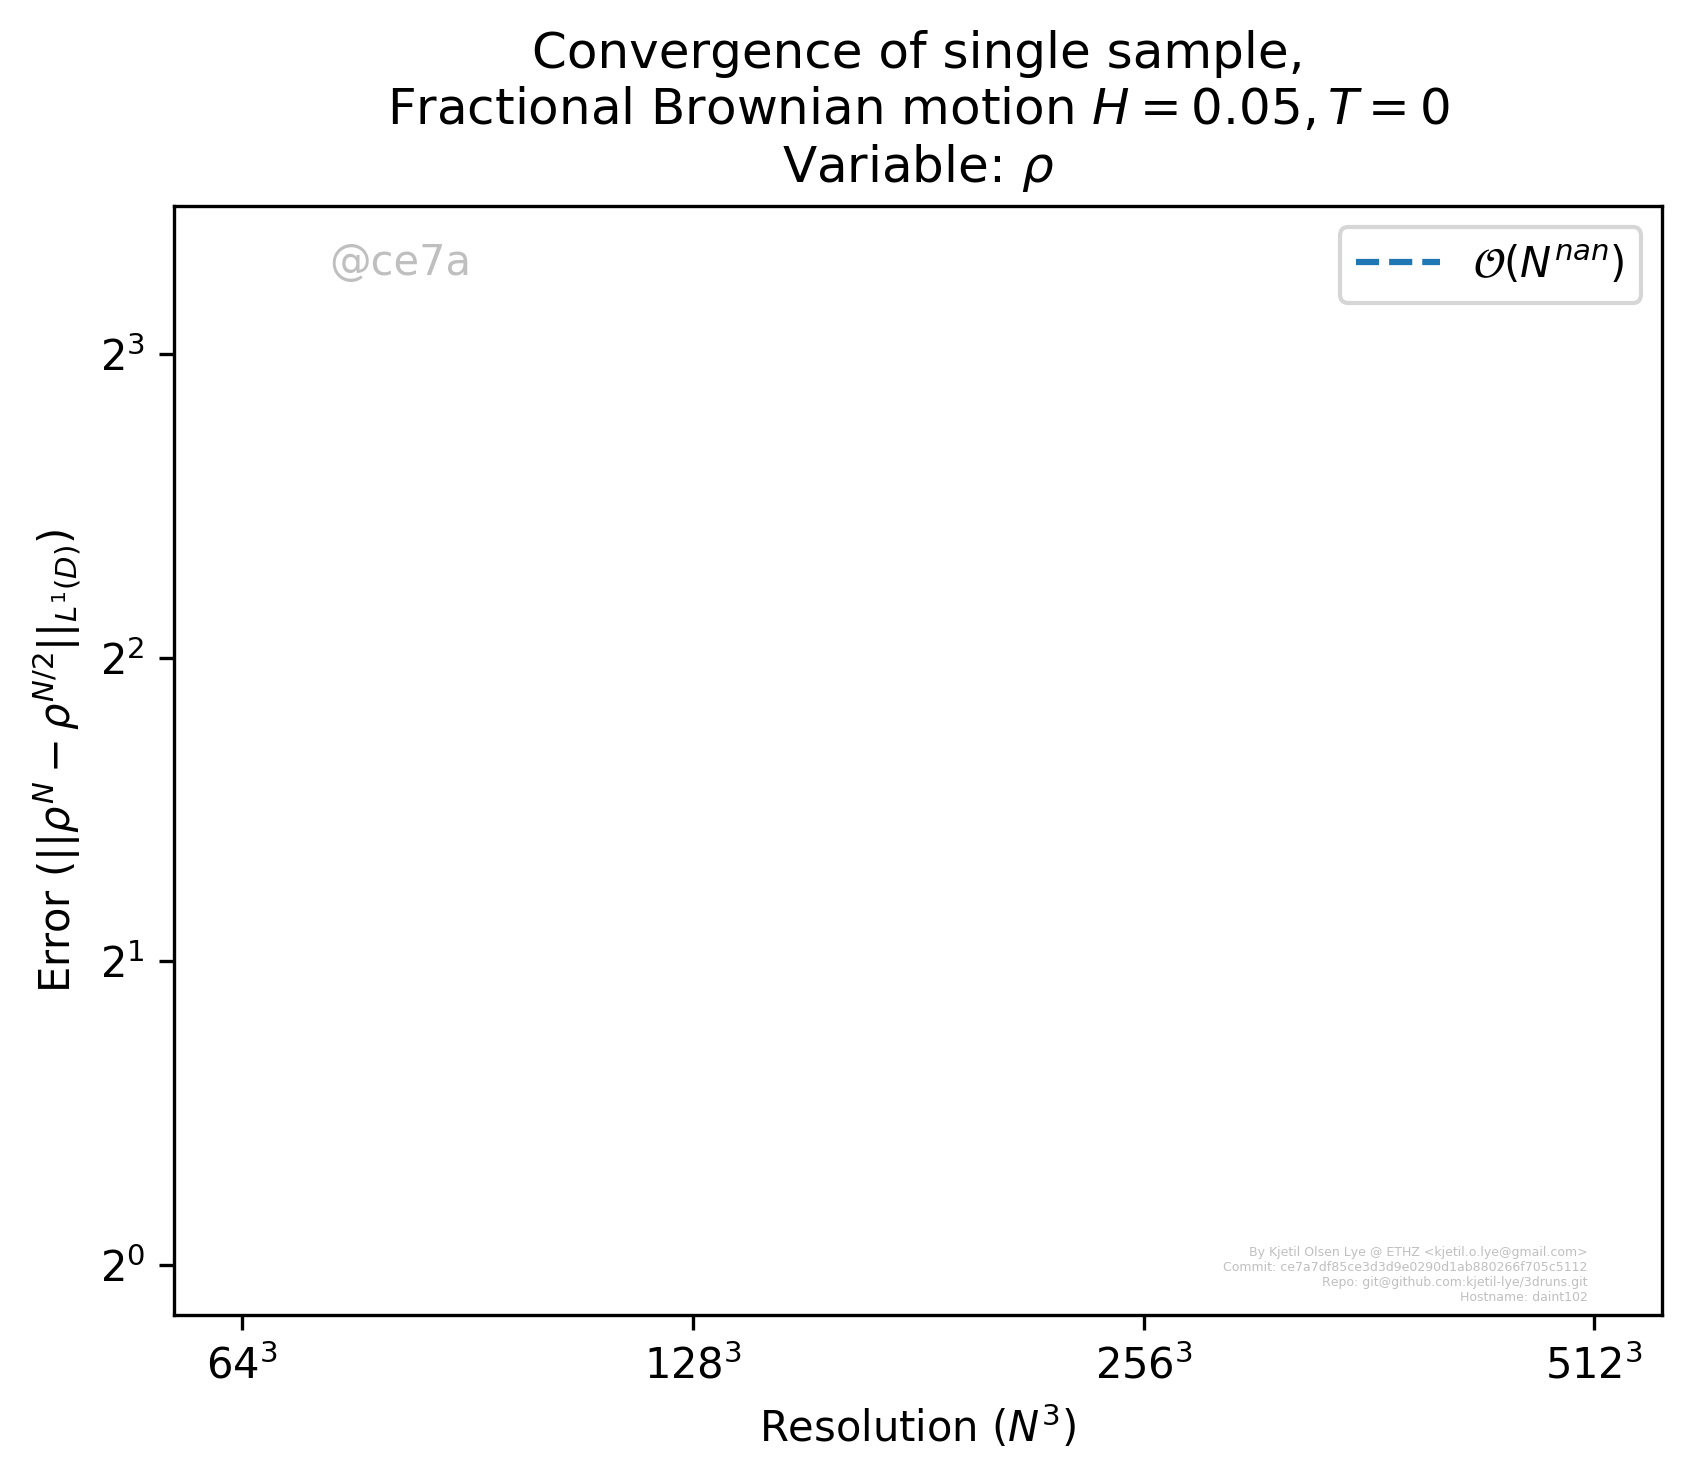 Convergence of single sample,
Fractional Brownian motion H = 0.05, T = 0
Variable: ρ
@ce7a
𝒪(N^{nan})
2^3
2^2
2^1
2^0
Error (||ρ^N − ρ^{N/2}||_{L^1(D)})
By Kjetil Olsen Lye @ ETHZ <kjetil.o.lye@gmail.com>
Commit: ce7a7df85ce3d3d9e0290d1ab880266f705c5112
Repo: git@github.com:kjetil-lye/3druns.git
Hostname: daint102
64^3 128^3 256^3 512^3
Resolution (N^3)